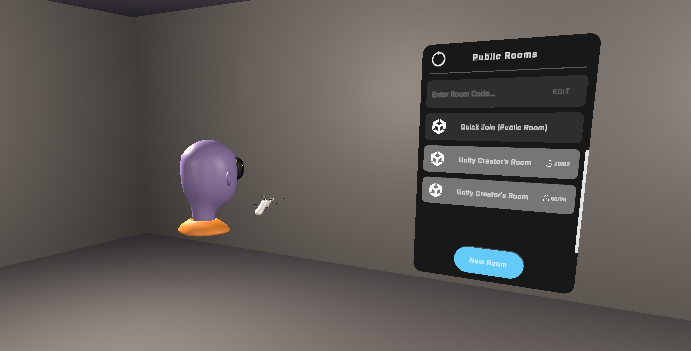 Public Rooms
Enter Room Code...
EDIT
Quick Join (Public Room)
Unity Creator's Room
Unity Creator's Room
New Room